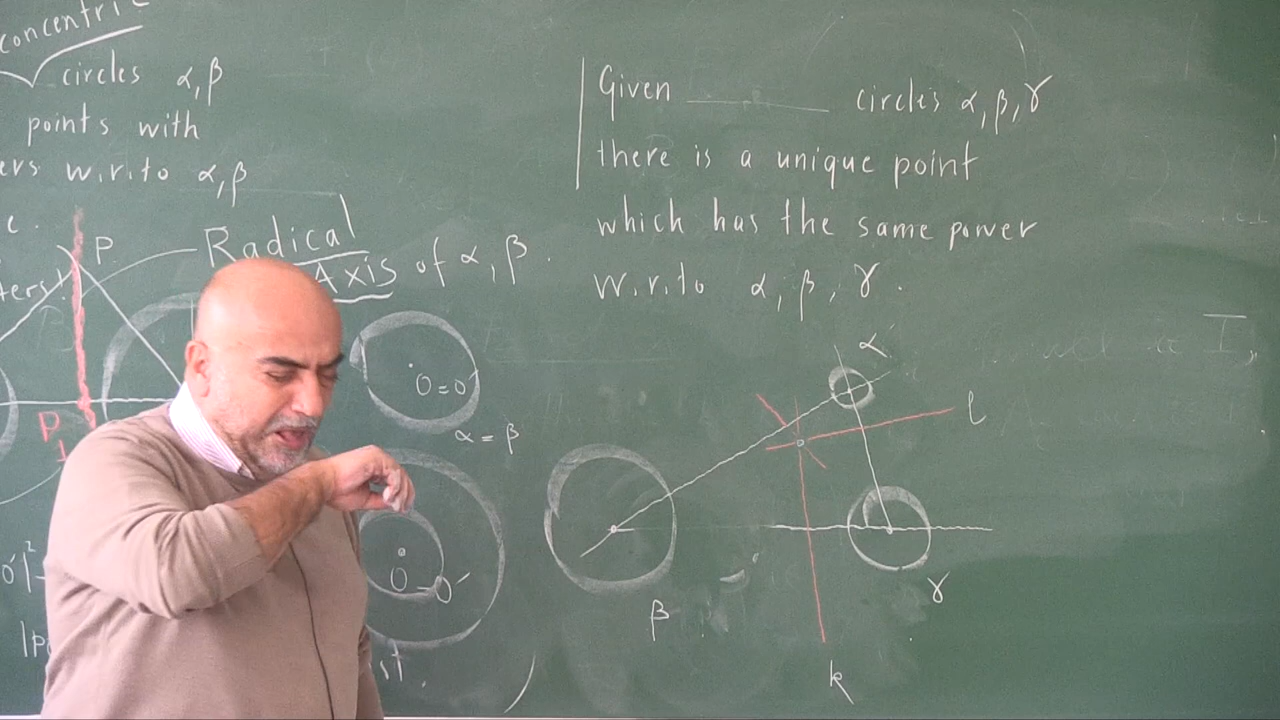 concentric
circles α, β
points with
w.r.to α, β
P
Radical
Axis of α, β.
O=O'
α = β
O=O'
Given ______ circles α, β, γ
there is a unique point
which has the same power
w.r.to α, β, γ.
α
l
β
γ
k